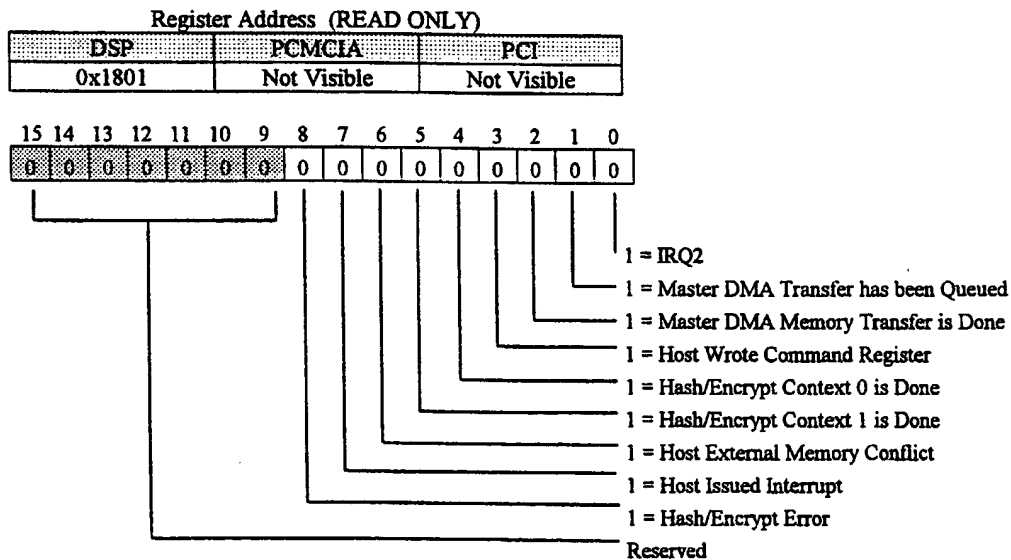 Register Address (READ ONLY)
DSP PCMCIA PCI
0x1801 Not Visible Not Visible
15 14 13 12 11 10 9 8 7 6 5 4 3 2 1 0
0 0 0 0 0 0 0 0 0 0 0 0 0 0 0 0
1 = IRQ2
1 = Master DMA Transfer has been Queued
1 = Master DMA Memory Transfer is Done
1 = Host Wrote Command Register
1 = Hash/Encrypt Context 0 is Done
1 = Hash/Encrypt Context 1 is Done
1 = Host External Memory Conflict
1 = Host Issued Interrupt
1 = Hash/Encrypt Error
Reserved